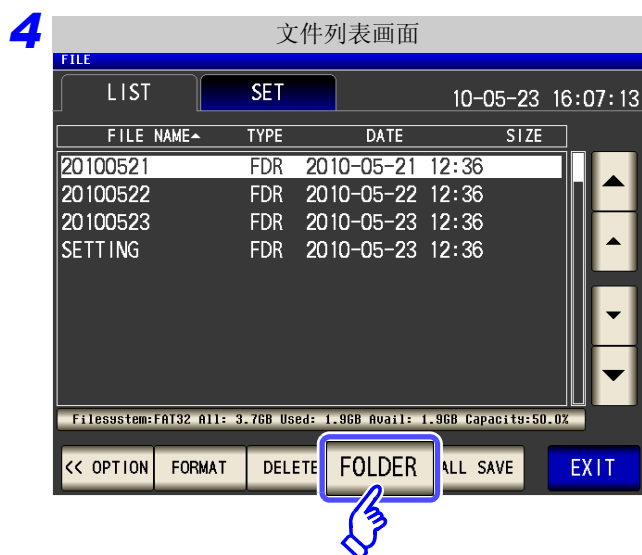 4
文件列表画面
FILE
LIST SET 10-05-23 16:07:13
FILE NAME▲ TYPE DATE SIZE
20100521 FDR 2010-05-21 12:36
20100522 FDR 2010-05-22 12:36
20100523 FDR 2010-05-23 12:36
SETTING FDR 2010-05-23 12:36
Filesystem:FAT32 All: 3.7GB Used: 1.9GB Avail: 1.9GB Capacity:50.0%
<< OPTION FORMAT DELETE FOLDER ALL SAVE EXIT